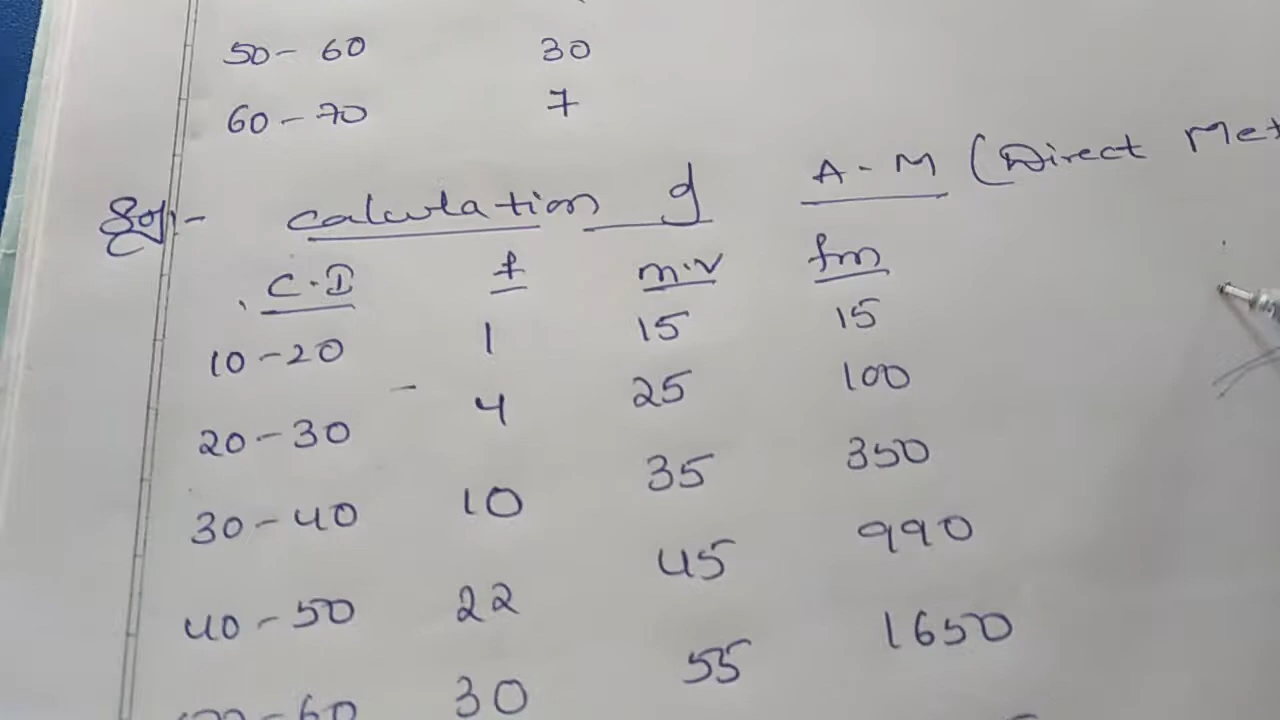 50-60 30
60-70 7
Calculation of A.M (Direct Met
C.I f m.v fm
10-20 1 15 15
20-30 4 25 100
30-40 10 35 350
40-50 22 45 990
-60 30 55 1650